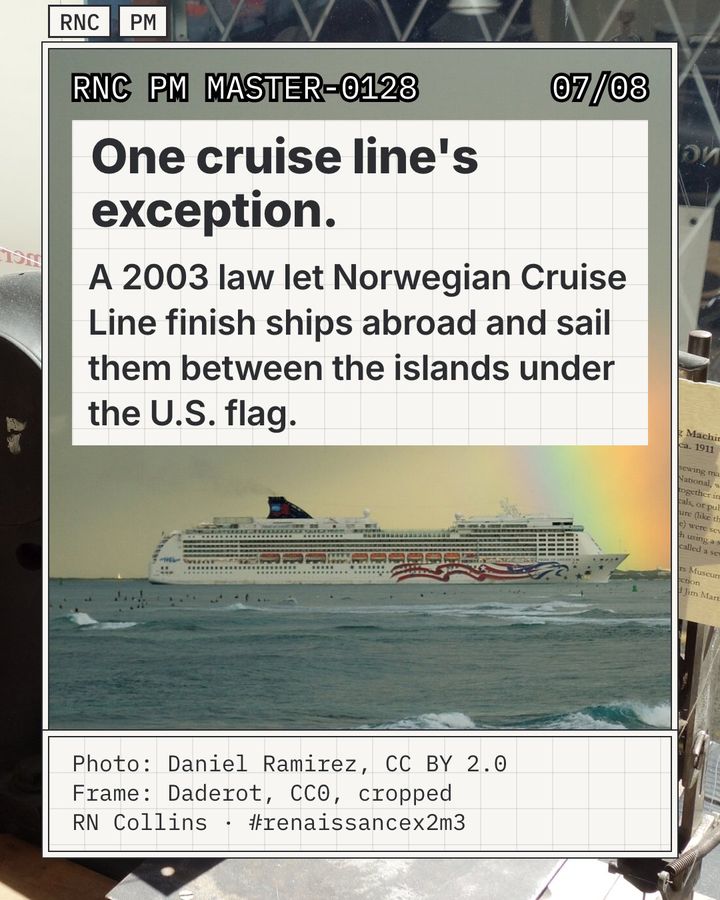 RNC PM
RNC PM MASTER-0128 07/08
One cruise line's
exception.
A 2003 law let Norwegian Cruise
Line finish ships abroad and sail
them between the islands under
the U.S. flag.
Photo: Daniel Ramirez, CC BY 2.0
Frame: Daderot, CC0, cropped
RN Collins · #renaissancex2m3
ca. 1911